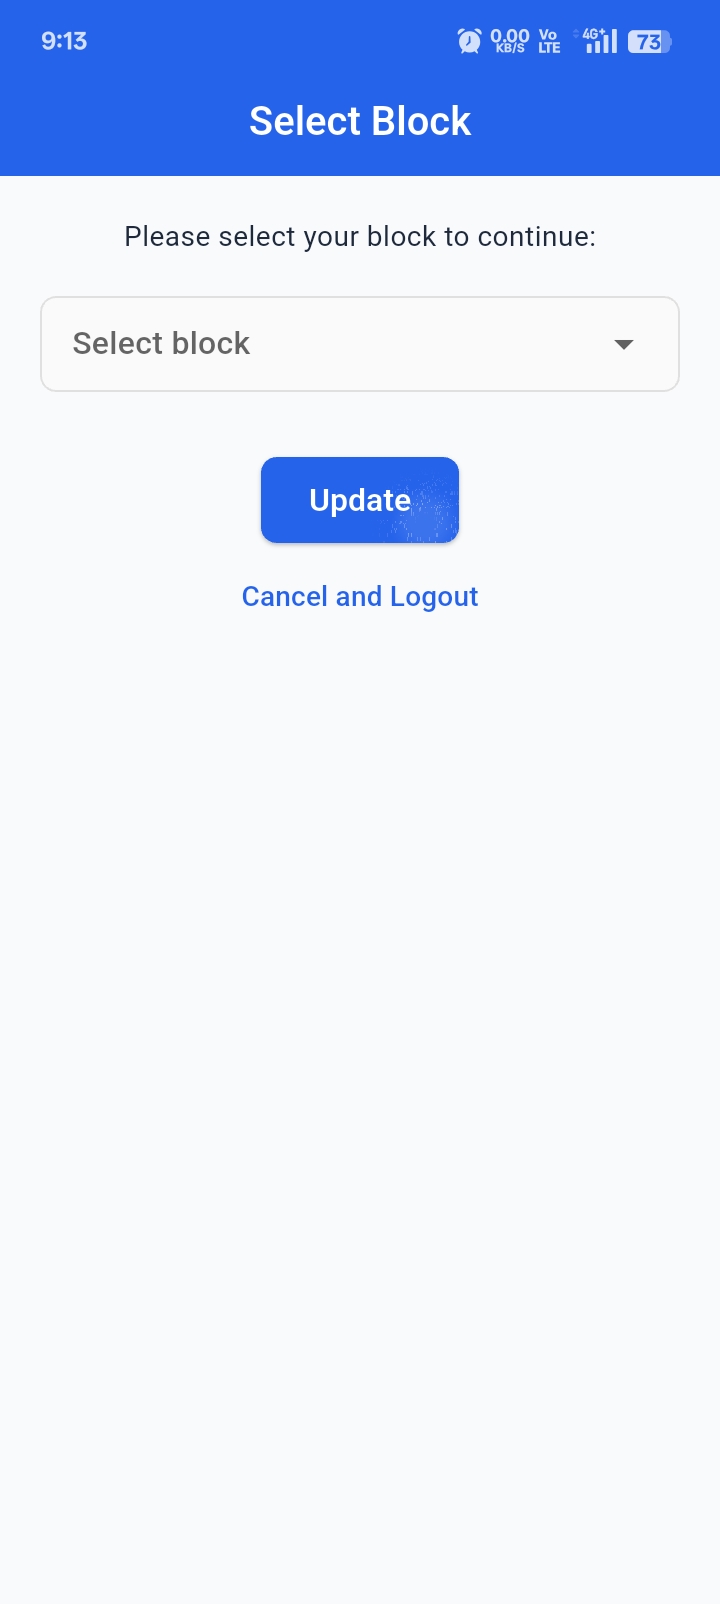 9:13
0.00 KB/S Vo LTE 4G+ 73
Select Block
Please select your block to continue:
Select block
Update
Cancel and Logout